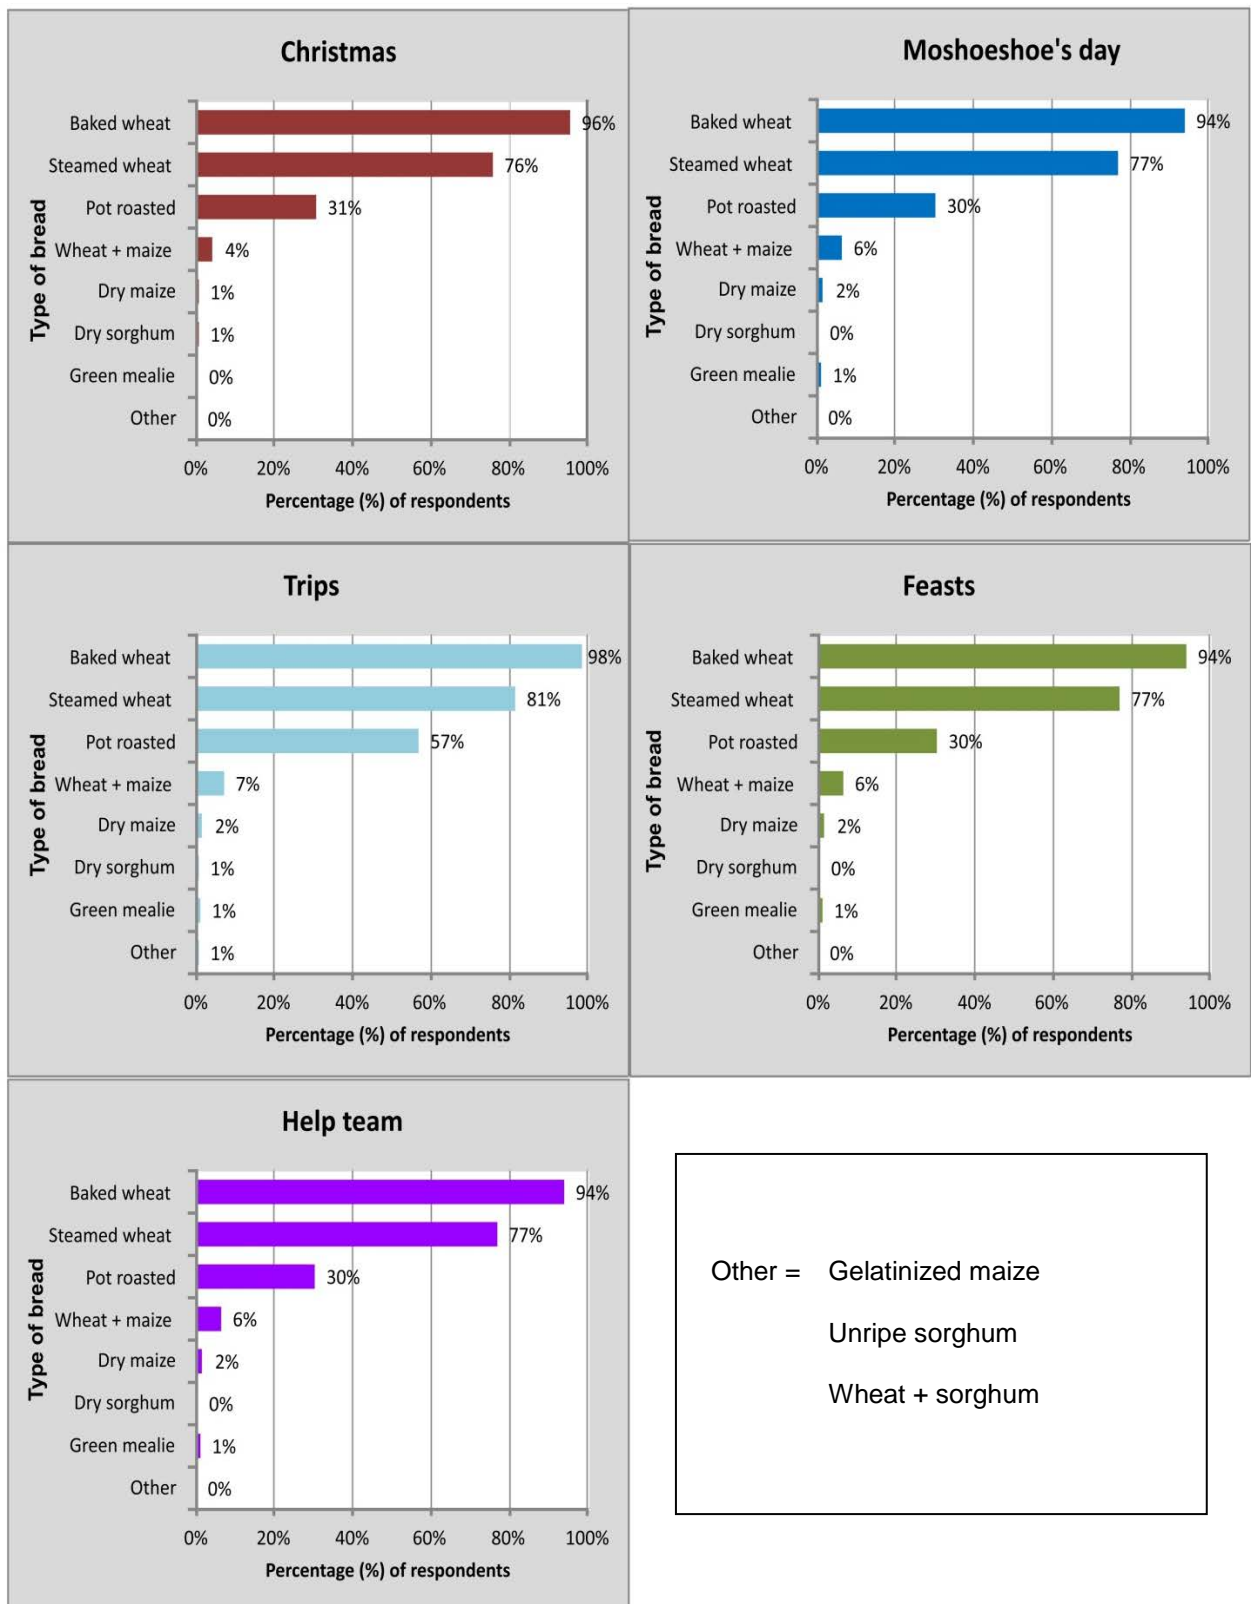 Christmas
Type of bread
Baked wheat 96%
Steamed wheat 76%
Pot roasted 31%
Wheat + maize 4%
Dry maize 1%
Dry sorghum 1%
Green mealie 0%
Other 0%
0% 20% 40% 60% 80% 100%
Percentage (%) of respondents
Moshoeshoe's day
Type of bread
Baked wheat 94%
Steamed wheat 77%
Pot roasted 30%
Wheat + maize 6%
Dry maize 2%
Dry sorghum 0%
Green mealie 1%
Other 0%
0% 20% 40% 60% 80% 100%
Percentage (%) of respondents
Trips
Type of bread
Baked wheat 98%
Steamed wheat 81%
Pot roasted 57%
Wheat + maize 7%
Dry maize 2%
Dry sorghum 1%
Green mealie 1%
Other 1%
0% 20% 40% 60% 80% 100%
Percentage (%) of respondents
Feasts
Type of bread
Baked wheat 94%
Steamed wheat 77%
Pot roasted 30%
Wheat + maize 6%
Dry maize 2%
Dry sorghum 0%
Green mealie 1%
Other 0%
0% 20% 40% 60% 80% 100%
Percentage (%) of respondents
Help team
Type of bread
Baked wheat 94%
Steamed wheat 77%
Pot roasted 30%
Wheat + maize 6%
Dry maize 2%
Dry sorghum 0%
Green mealie 1%
Other 0%
0% 20% 40% 60% 80% 100%
Percentage (%) of respondents
Other = Gelatinized maize
Unripe sorghum
Wheat + sorghum